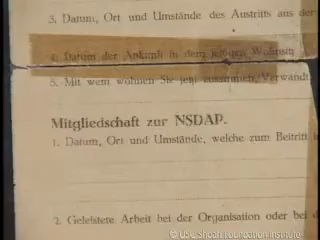 3. Datum, Ort und Umstände des Austritts aus der
4. Datum der Ankunft in dem jetzigen Wohnsitz
5. Mit wem wohnen Sie jetzt zusammen, Verwandt
Mitgliedschaft zur NSDAP.
1. Datum, Ort und Umstände, welche zum Beitritt i
2. Geleistete Arbeit bei der Organisation oder bei d
© USC Shoah Foundation Institute